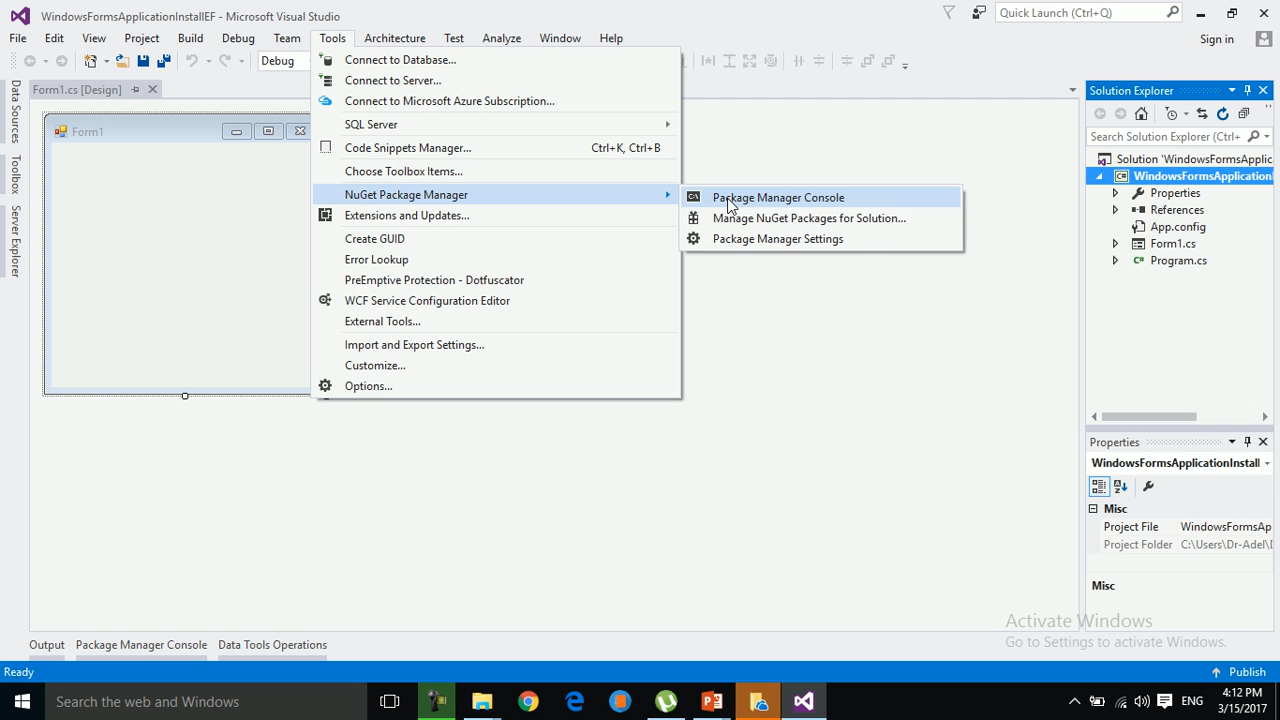 WindowsFormsApplicationInstallEF - Microsoft Visual Studio
Quick Launch (Ctrl+Q)
File Edit View Project Build Debug Team Tools Architecture Test Analyze Window Help
Sign in
Debug
Form1.cs [Design]
Data Sources
Toolbox
Server Explorer
Form1
Connect to Database...
Connect to Server...
Connect to Microsoft Azure Subscription...
SQL Server
Code Snippets Manager... Ctrl+K, Ctrl+B
Choose Toolbox Items...
NuGet Package Manager
Extensions and Updates...
Create GUID
Error Lookup
PreEmptive Protection - Dotfuscator
WCF Service Configuration Editor
External Tools...
Import and Export Settings...
Customize...
Options...
Package Manager Console
Manage NuGet Packages for Solution...
Package Manager Settings
Solution Explorer
Search Solution Explorer (Ctrl+
Solution 'WindowsFormsApplic
WindowsFormsApplicationI
Properties
References
App.config
Form1.cs
C# Program.cs
Properties
WindowsFormsApplicationInstall
Misc
Project File WindowsFormsAp
Project Folder C:\Users\Dr-Adel\D
Misc
Activate Windows
Go to Settings to activate Windows.
Output Package Manager Console Data Tools Operations
Ready
Publish
Search the web and Windows
ENG
4:12 PM
3/15/2017